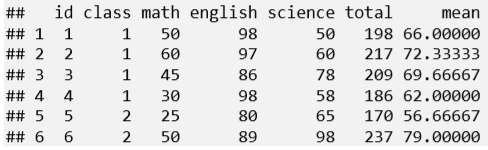 ##   id class math english science total     mean
## 1  1     1   50      98      50   198 66.00000
## 2  2     1   60      97      60   217 72.33333
## 3  3     1   45      86      78   209 69.66667
## 4  4     1   30      98      58   186 62.00000
## 5  5     2   25      80      65   170 56.66667
## 6  6     2   50      89      98   237 79.00000